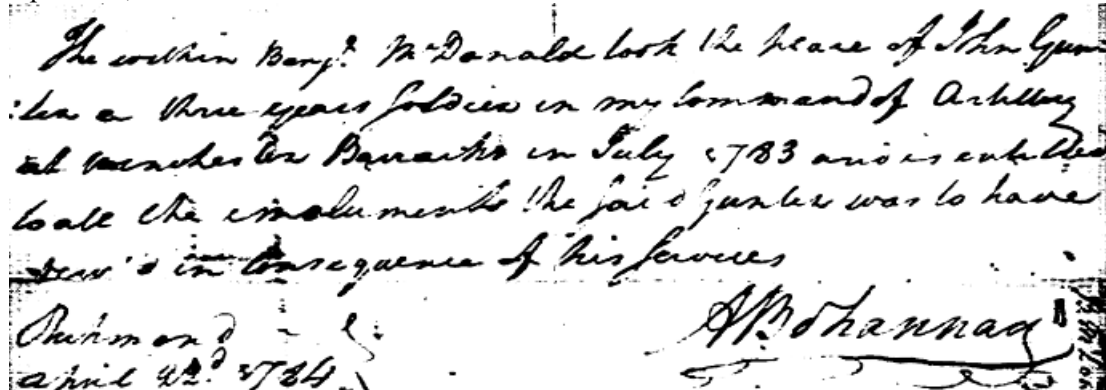 The within Benj.ª McDonald took the place of John Gun
:ter a three years Soldier in my Command of Artillery
at Winchester Barracks in July 1783 and is entitled
to all the emoluments the said Gunter was to have
in Consequence of his Services
Richmond
April 22.d 1784
A Bohannan